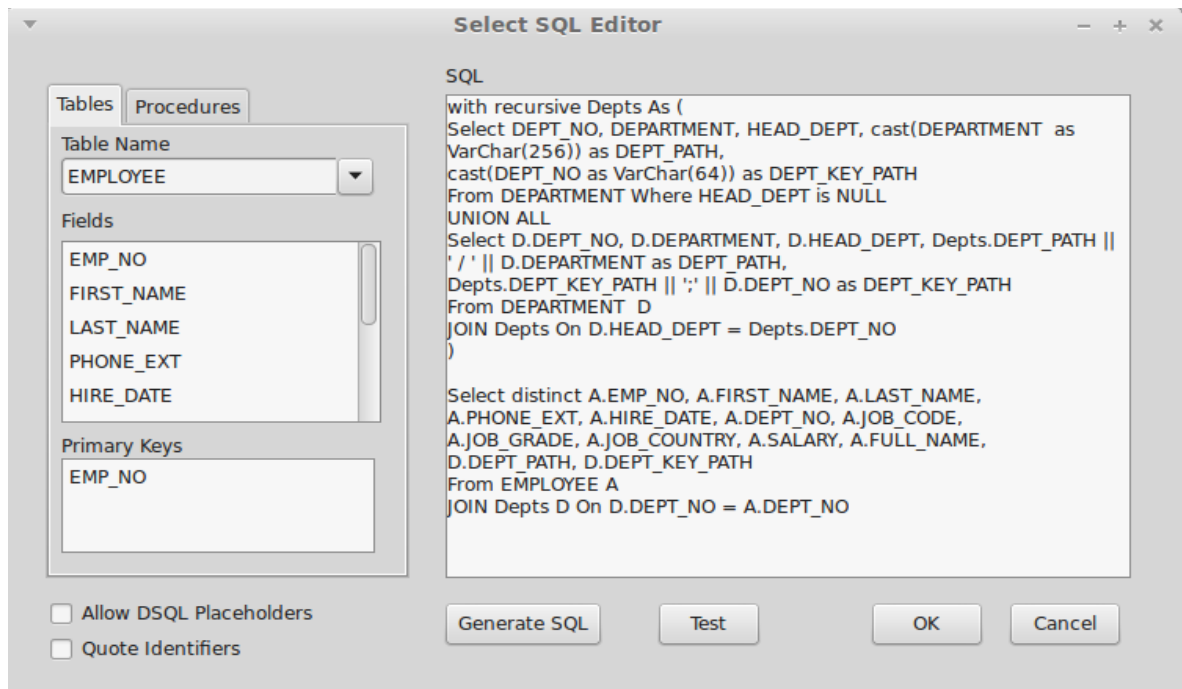 Select SQL Editor
Tables
Procedures
Table Name
EMPLOYEE
Fields
EMP_NO
FIRST_NAME
LAST_NAME
PHONE_EXT
HIRE_DATE
Primary Keys
EMP_NO
Allow DSQL Placeholders
Quote Identifiers
SQL
with recursive Depts As (
Select DEPT_NO, DEPARTMENT, HEAD_DEPT, cast(DEPARTMENT  as
VarChar(256)) as DEPT_PATH,
cast(DEPT_NO as VarChar(64)) as DEPT_KEY_PATH
From DEPARTMENT Where HEAD_DEPT is NULL
UNION ALL
Select D.DEPT_NO, D.DEPARTMENT, D.HEAD_DEPT, Depts.DEPT_PATH ||
' / ' || D.DEPARTMENT as DEPT_PATH,
Depts.DEPT_KEY_PATH || ';' || D.DEPT_NO as DEPT_KEY_PATH
From DEPARTMENT  D
JOIN Depts On D.HEAD_DEPT = Depts.DEPT_NO
)
Select distinct A.EMP_NO, A.FIRST_NAME, A.LAST_NAME,
A.PHONE_EXT, A.HIRE_DATE, A.DEPT_NO, A.JOB_CODE,
A.JOB_GRADE, A.JOB_COUNTRY, A.SALARY, A.FULL_NAME,
D.DEPT_PATH, D.DEPT_KEY_PATH
From EMPLOYEE A
JOIN Depts D On D.DEPT_NO = A.DEPT_NO
Generate SQL
Test
OK
Cancel